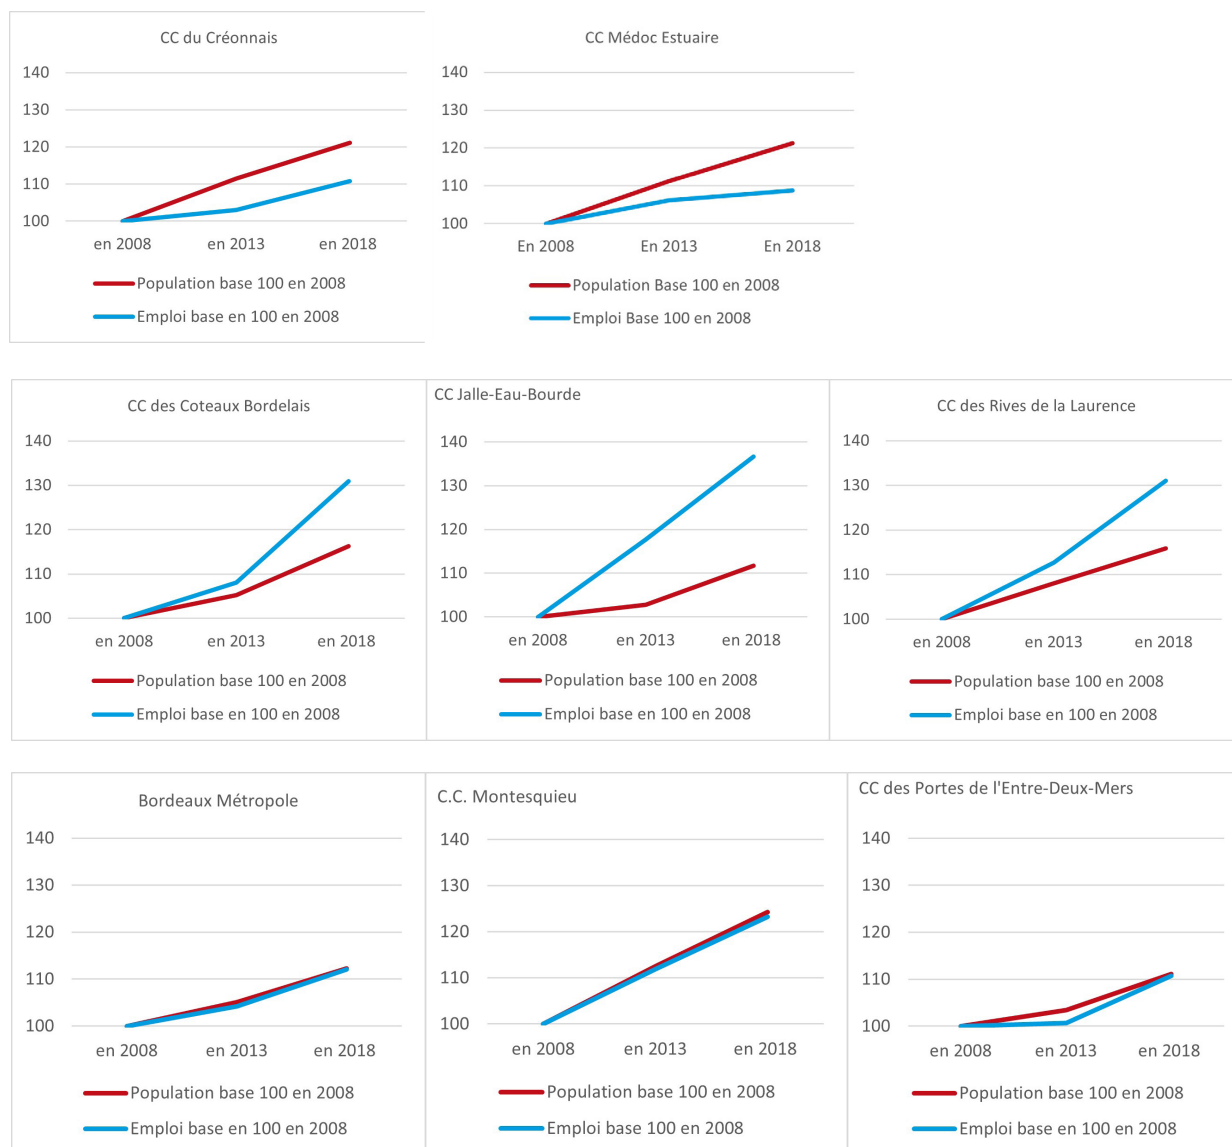 CC du Créonnais
140
130
120
110
100
en 2008 en 2013 en 2018
Population base 100 en 2008
Emploi base en 100 en 2008
CC Médoc Estuaire
140
130
120
110
100
En 2008 En 2013 En 2018
Population Base 100 en 2008
Emploi Base 100 en 2008
CC des Coteaux Bordelais
140
130
120
110
100
en 2008 en 2013 en 2018
Population base 100 en 2008
Emploi base en 100 en 2008
CC Jalle-Eau-Bourde
140
130
120
110
100
en 2008 en 2013 en 2018
Population base 100 en 2008
Emploi base en 100 en 2008
CC des Rives de la Laurence
140
130
120
110
100
en 2008 en 2013 en 2018
Population base 100 en 2008
Emploi base en 100 en 2008
Bordeaux Métropole
140
130
120
110
100
en 2008 en 2013 en 2018
Population base 100 en 2008
Emploi base en 100 en 2008
C.C. Montesquieu
140
130
120
110
100
en 2008 en 2013 en 2018
Population base 100 en 2008
Emploi base en 100 en 2008
CC des Portes de l'Entre-Deux-Mers
140
130
120
110
100
en 2008 en 2013 en 2018
Population base 100 en 2008
Emploi base en 100 en 2008